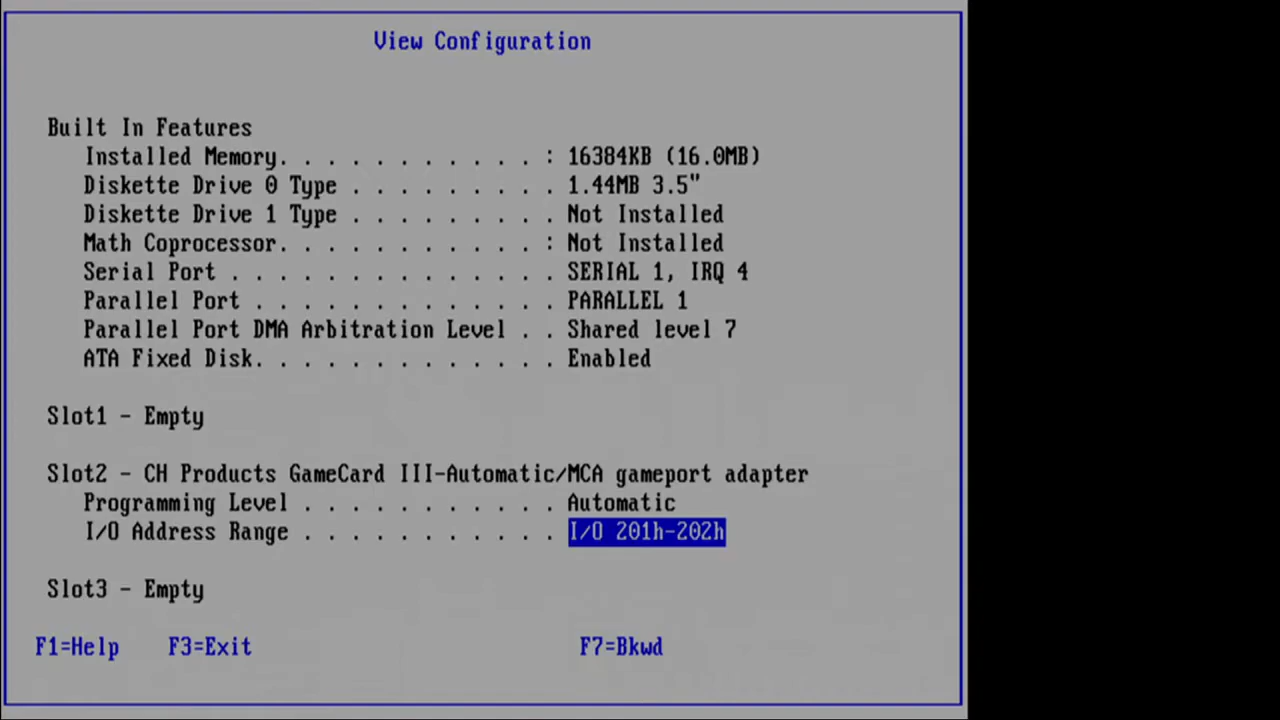 View Configuration
Built In Features
Installed Memory. . . . . . . . . . . : 16384KB (16.0MB)
Diskette Drive 0 Type . . . . . . . . . 1.44MB 3.5"
Diskette Drive 1 Type . . . . . . . . . Not Installed
Math Coprocessor. . . . . . . . . . . : Not Installed
Serial Port . . . . . . . . . . . . . . SERIAL 1, IRQ 4
Parallel Port . . . . . . . . . . . . . PARALLEL 1
Parallel Port DMA Arbitration Level . . Shared level 7
ATA Fixed Disk. . . . . . . . . . . . . Enabled
Slot1 - Empty
Slot2 - CH Products GameCard III-Automatic/MCA gameport adapter
Programming Level . . . . . . . . . . . Automatic
I/O Address Range . . . . . . . . . . . I/O 201h-202h
Slot3 - Empty
F1=Help F3=Exit F7=Bkwd